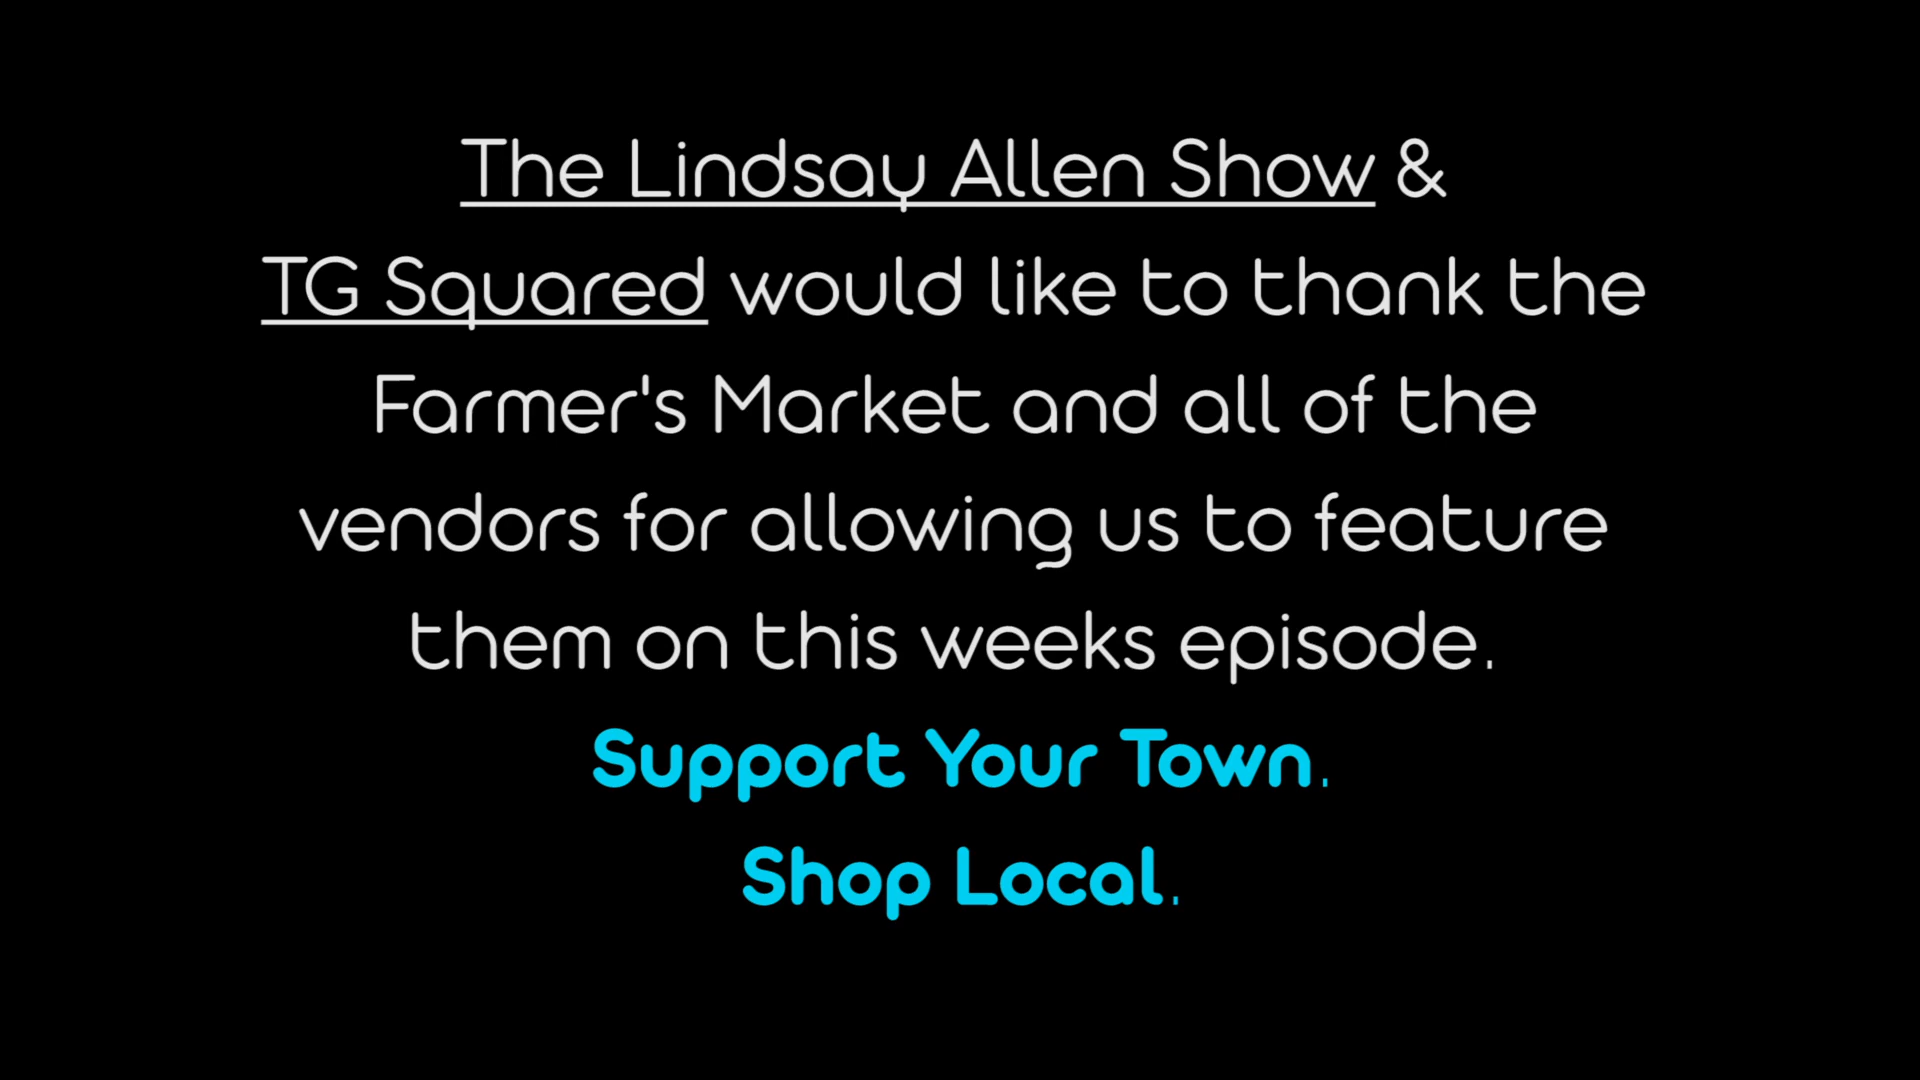 The Lindsay Allen Show &
TG Squared would like to thank the
Farmer's Market and all of the
vendors for allowing us to feature
them on this weeks episode.
Support Your Town.
Shop Local.